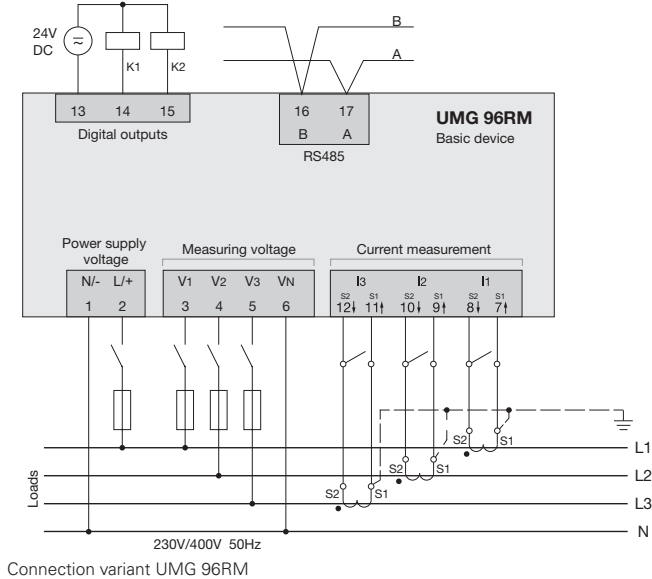 24V
DC
K1 K2
B
A
13 14 15
Digital outputs
16 17
B A
RS485
UMG 96RM
Basic device
Power supply
voltage
Measuring voltage
Current measurement
N/- L/+
1 2
V1 V2 V3 VN
3 4 5 6
I3 I2 I1
S2 S1 S2 S1 S2 S1
12 11 10 9 8 7
S2 S1
L1
S2 S1
L2
S2 S1
L3
N
Loads
230V/400V 50Hz
Connection variant UMG 96RM